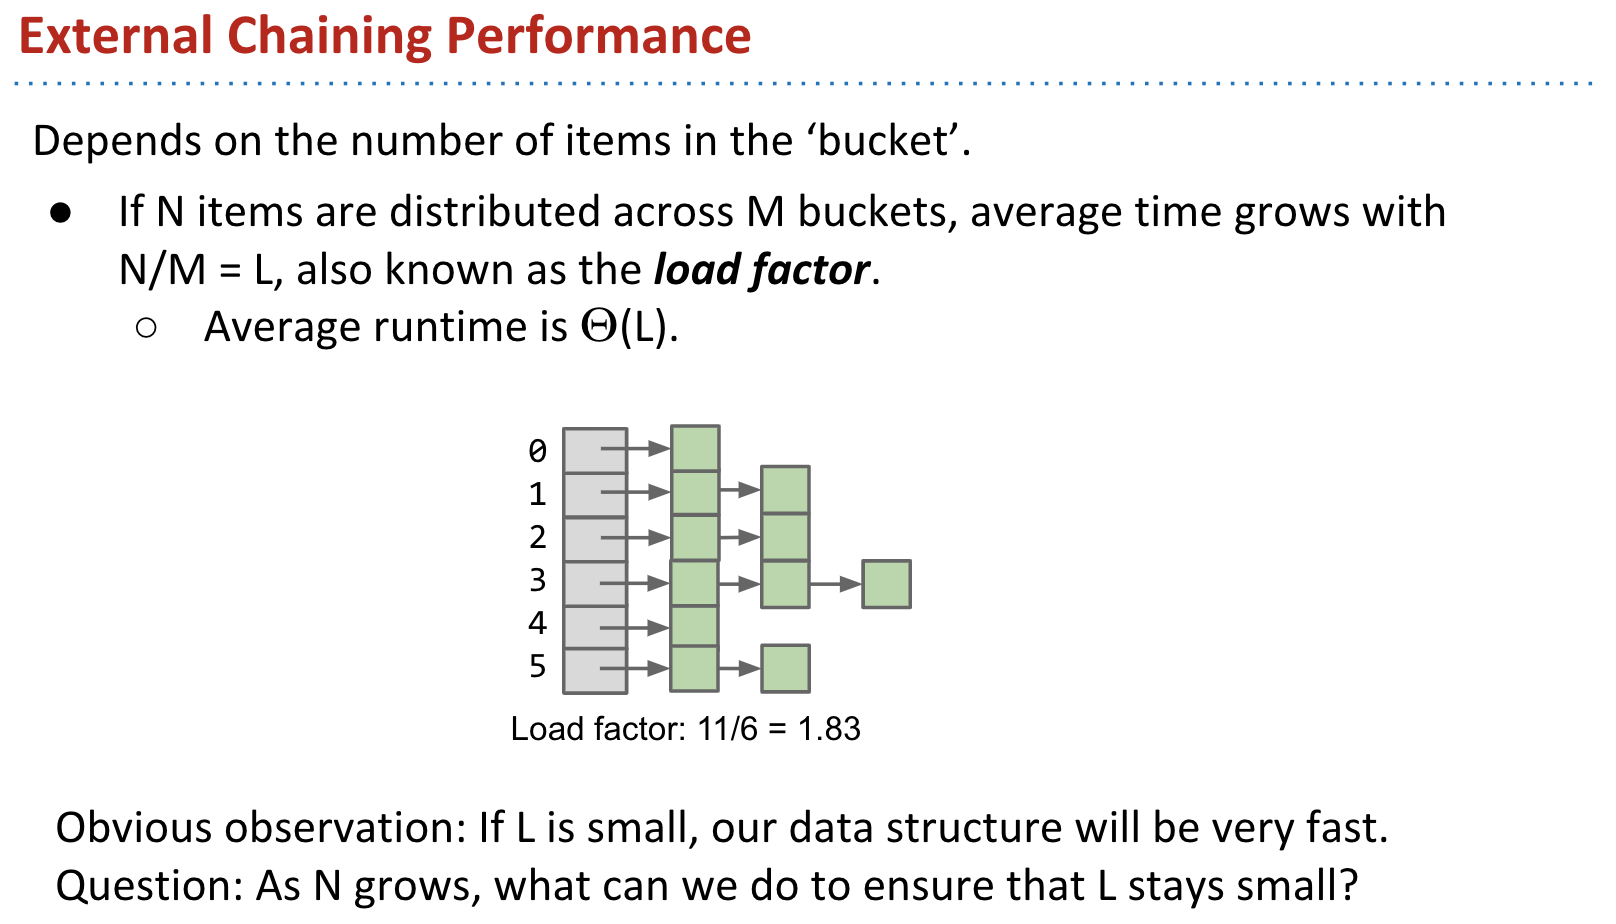 External Chaining Performance
Depends on the number of items in the ‘bucket’.
● If N items are distributed across M buckets, average time grows with
N/M = L, also known as the load factor.
○ Average runtime is Θ(L).
0
1
2
3
4
5
Load factor: 11/6 = 1.83
Obvious observation: If L is small, our data structure will be very fast.
Question: As N grows, what can we do to ensure that L stays small?